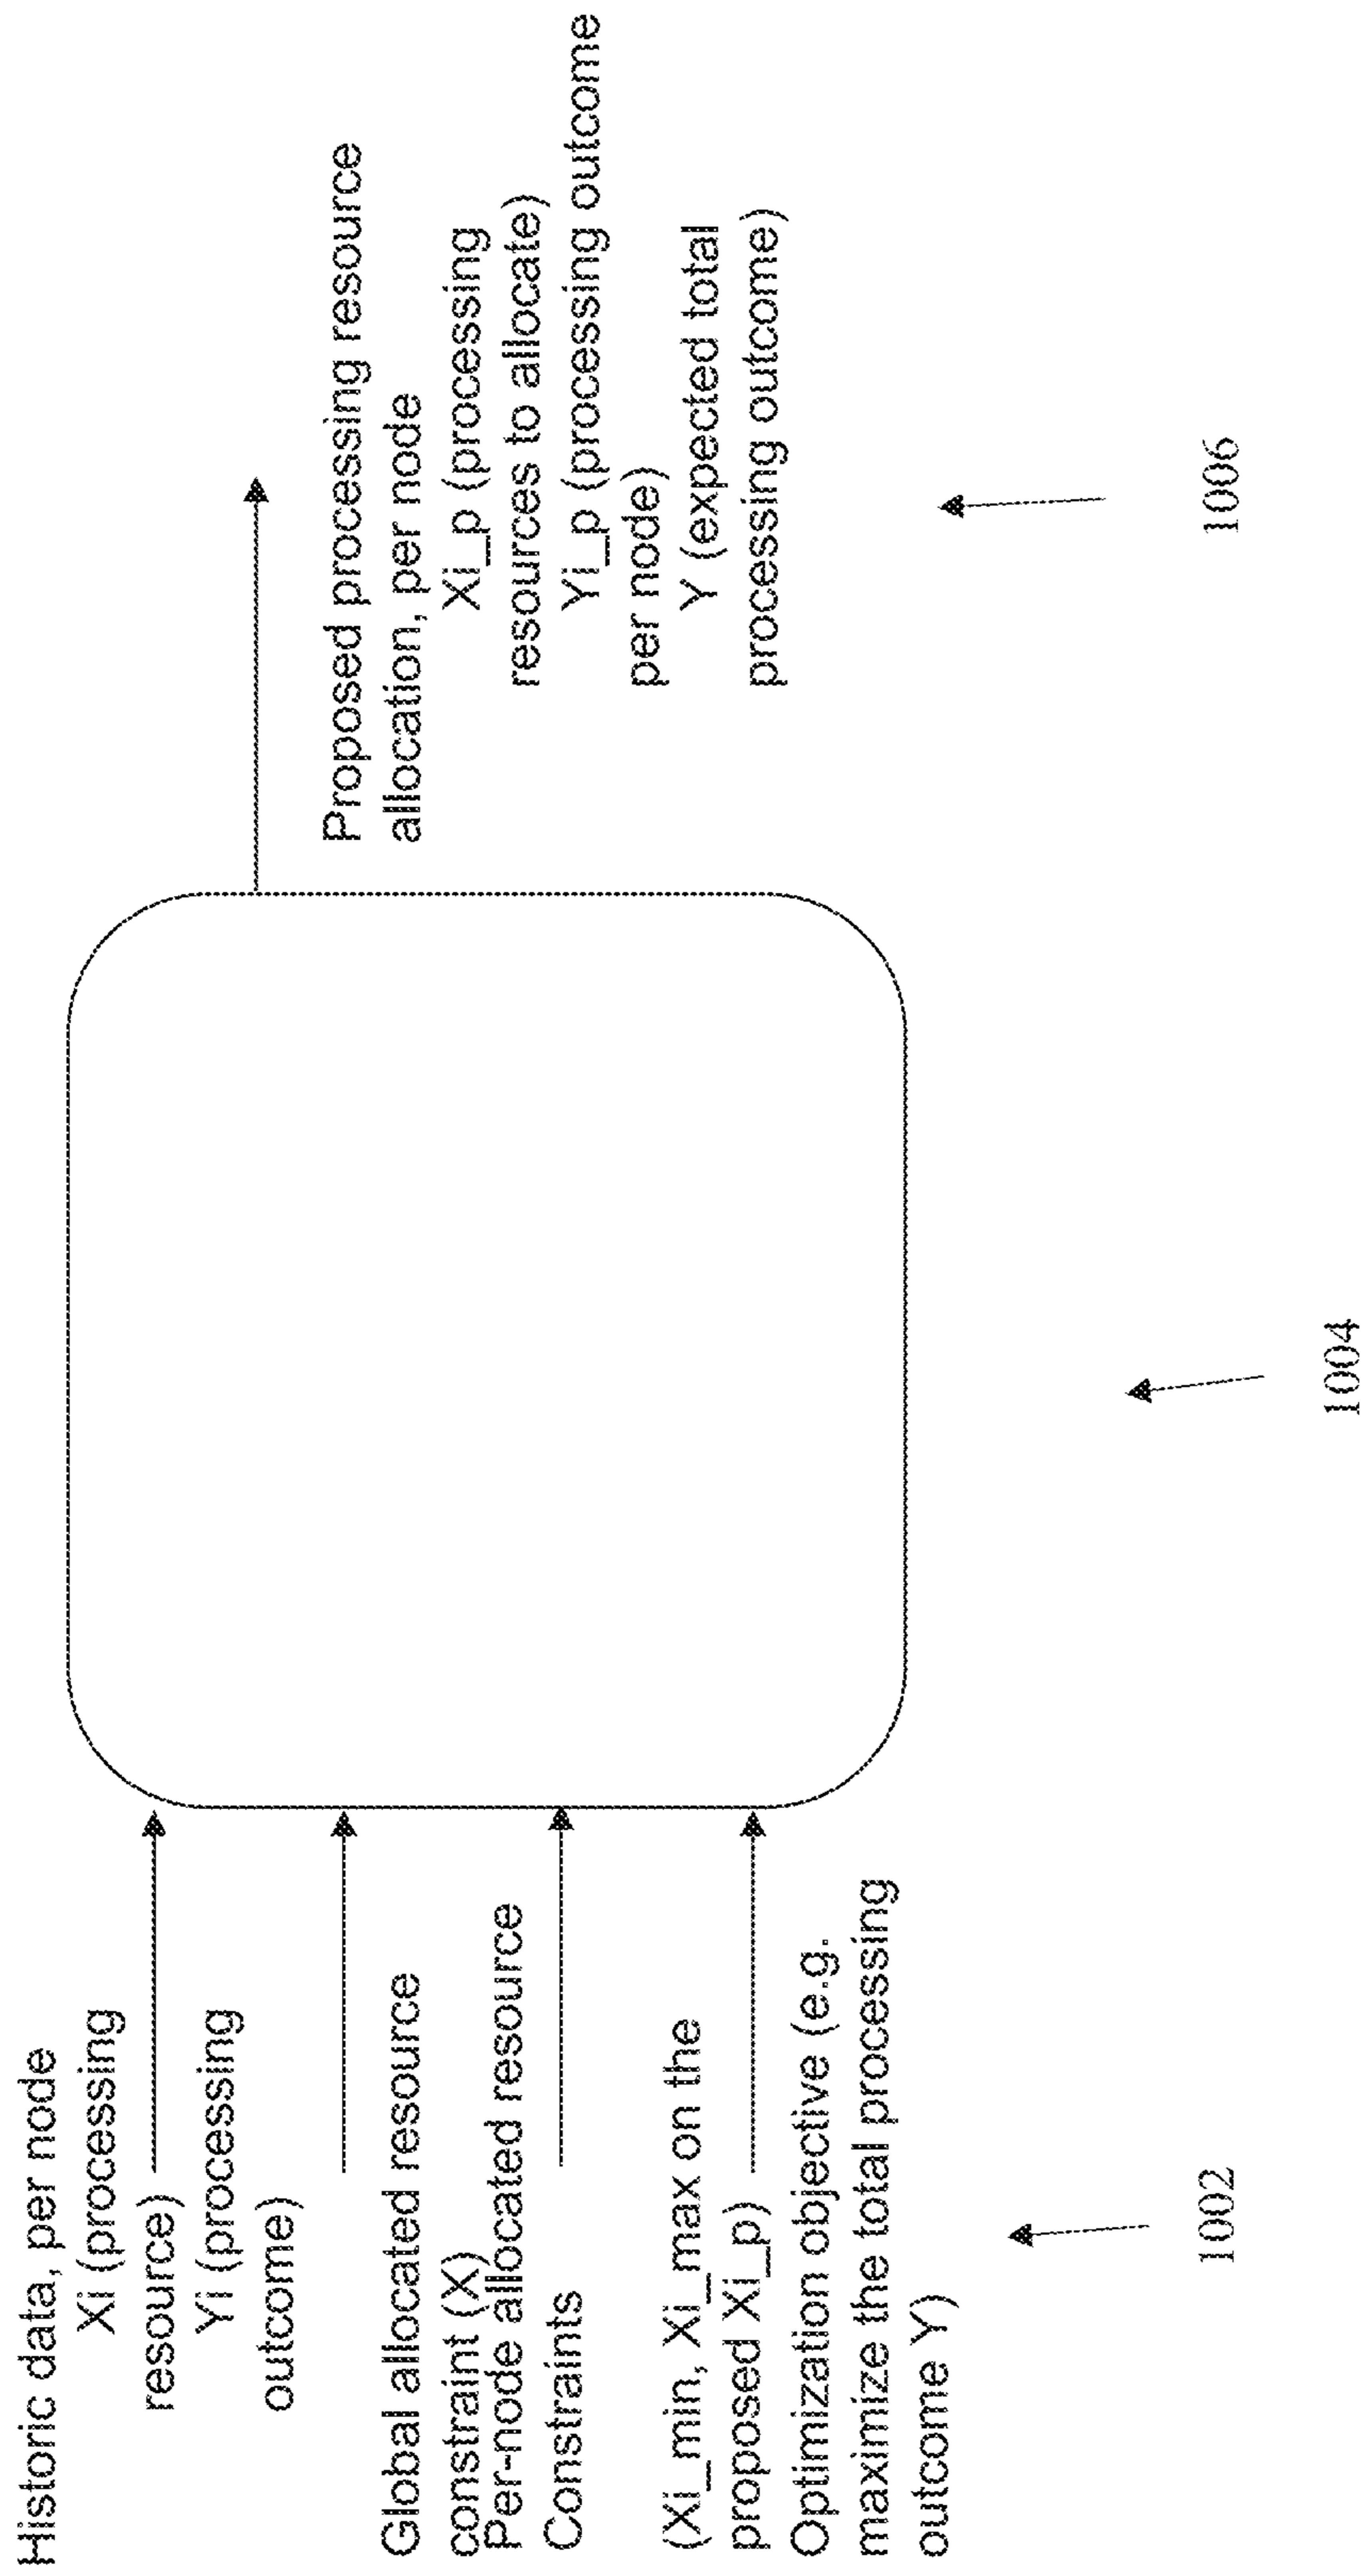 Historic data, per node
Xi (processing
resource)
Yi (processing
outcome)
Global allocated resource
constraint (X)
Per-node allocated resource
Constraints
(Xi_min, Xi_max on the
proposed Xi_p)
Optimization objective (e.g.
maximize the total processing
outcome Y)
1002
1004
Proposed processing resource
allocation, per node
Xi_p (processing
resources to allocate)
Yi_p (processing outcome
per node)
Y (expected total
processing outcome)
1006